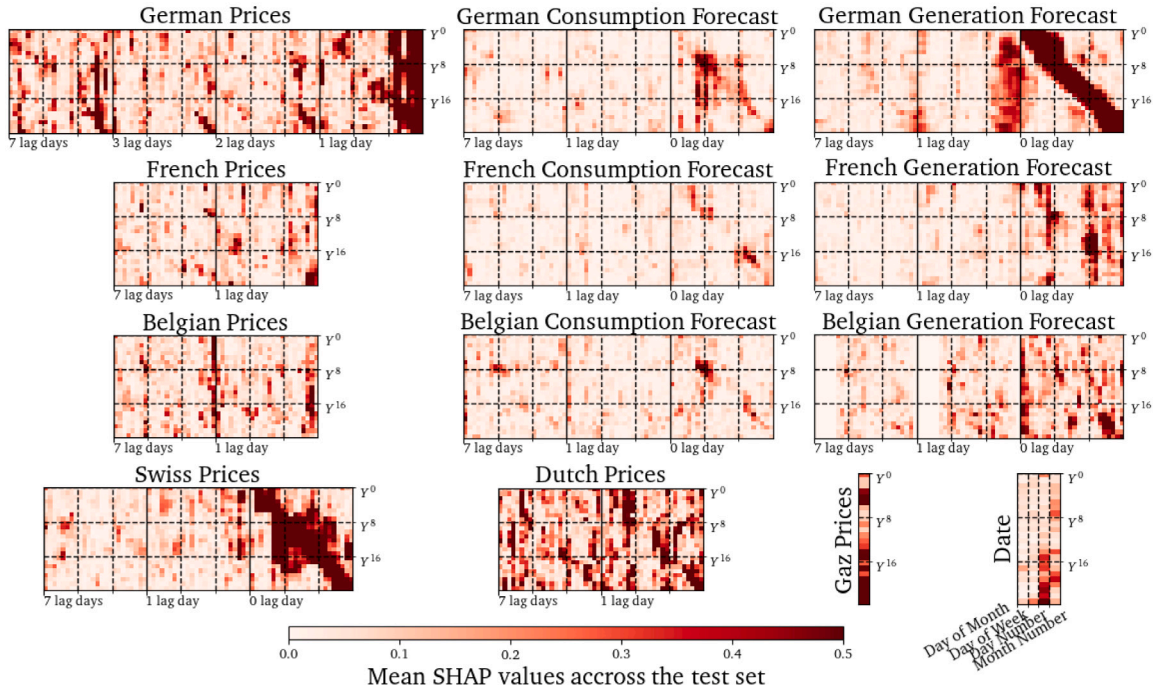 German Prices
German Consumption Forecast
German Generation Forecast
Y0
Y8
Y16
7 lag days 3 lag days 2 lag days 1 lag days
Y0
Y8
Y16
7 lag days 1 lag day 0 lag day
Y0
Y8
Y16
7 lag days 1 lag day 0 lag day
French Prices
French Consumption Forecast
French Generation Forecast
Y0
Y8
Y16
7 lag days 1 lag day
Y0
Y8
Y16
7 lag days 1 lag day 0 lag day
Y0
Y8
Y16
7 lag days 1 lag day 0 lag day
Belgian Prices
Belgian Consumption Forecast
Belgian Generation Forecast
Y0
Y8
Y16
7 lag days 1 lag day
Y0
Y8
Y16
7 lag days 1 lag day 0 lag day
Y0
Y8
Y16
7 lag days 1 lag day 0 lag day
Swiss Prices
Dutch Prices
Y0
Y8
Y16
7 lag days 1 lag day 0 lag day
Y0
Y8
Y16
7 lag days 1 lag day
Gaz Prices
Y0
Y8
Y16
Date
Y0
Y8
Y16
Day of Month
Day of Week
Day Number
Month Number
0.0 0.1 0.2 0.3 0.4 0.5
Mean SHAP values accross the test set